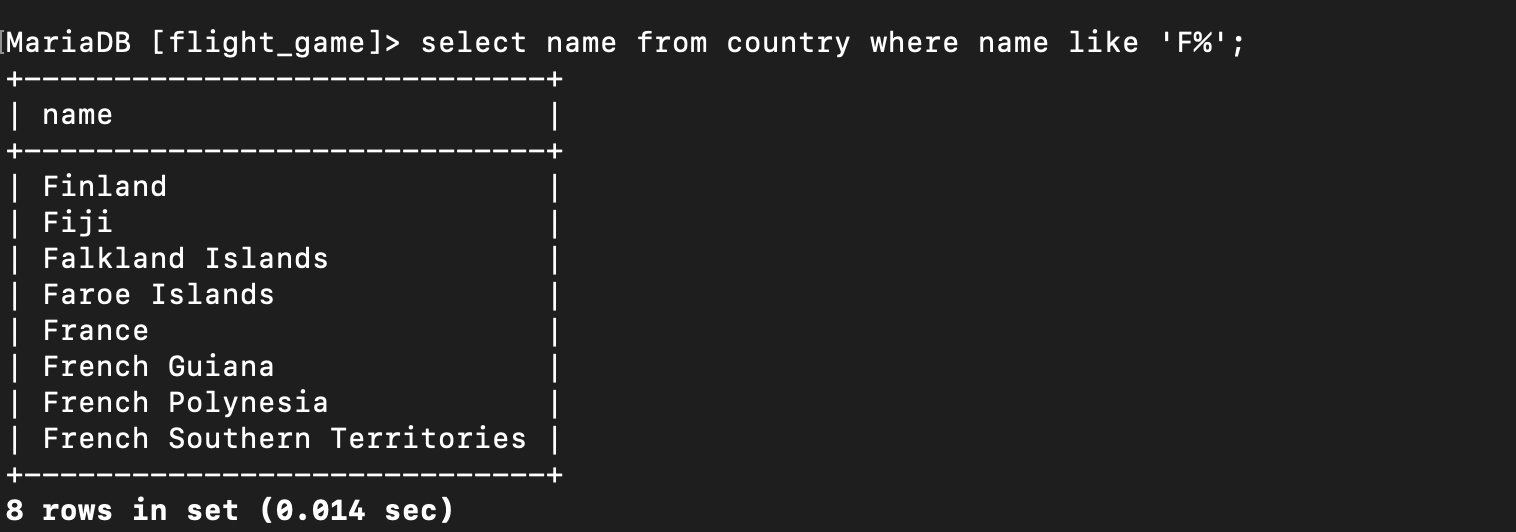 MariaDB [flight_game]> select name from country where name like 'F%';
+-----------------------------+
| name                        |
+-----------------------------+
| Finland                     |
| Fiji                        |
| Falkland Islands            |
| Faroe Islands               |
| France                      |
| French Guiana               |
| French Polynesia            |
| French Southern Territories |
+-----------------------------+
8 rows in set (0.014 sec)